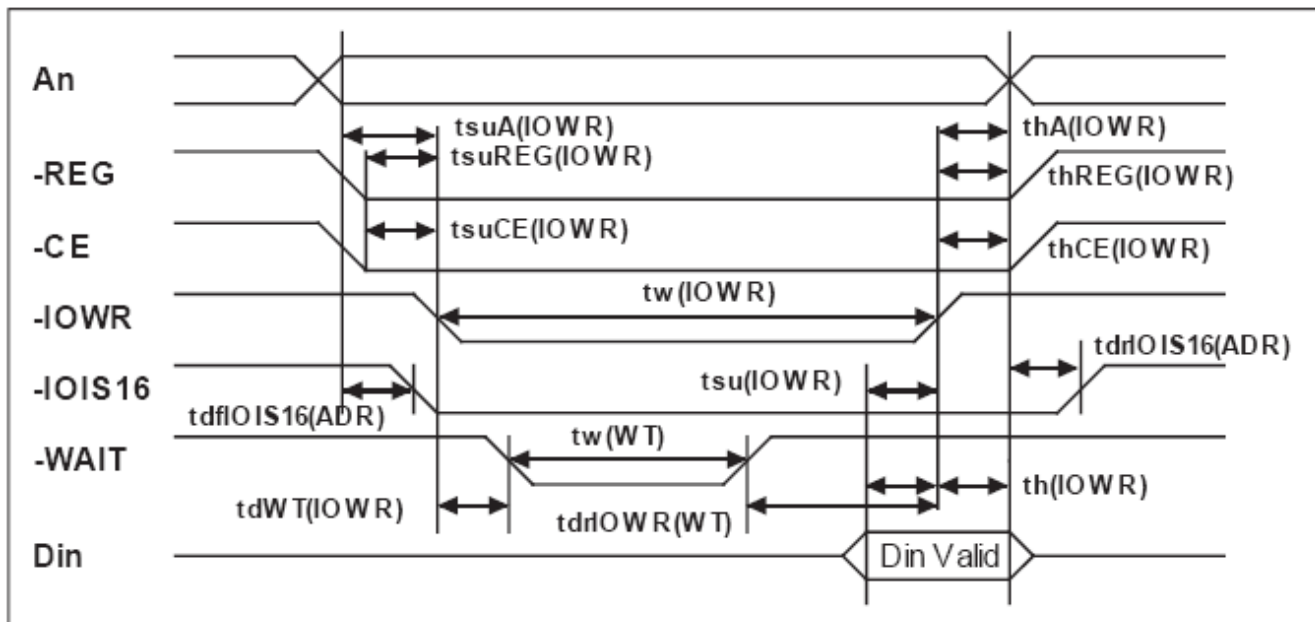 An
tsuA(IOWR)
thA(IOWR)
tsuREG(IOWR)
-REG
thREG(IOWR)
tsuCE(IOWR)
-CE
thCE(IOWR)
tw(IOWR)
-IOWR
tdrIOIS16(ADR)
tsu(IOWR)
-IOIS16
tdfIOIS16(ADR)
tw(WT)
-WAIT
th(IOWR)
tdWT(IOWR)
tdrIOWR(WT)
Din
Din Valid